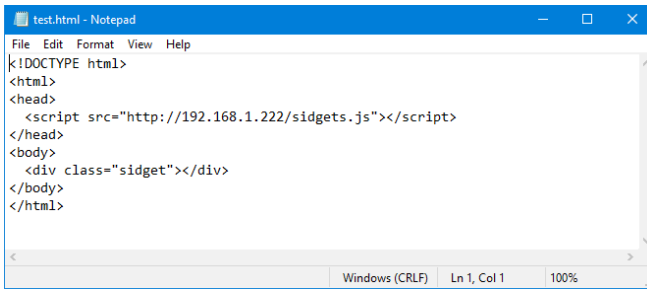 test.html - Notepad
File Edit Format View Help
<!DOCTYPE html>
<html>
<head>
  <script src="http://192.168.1.222/sidgets.js"></script>
</head>
<body>
  <div class="sidget"></div>
</body>
</html>
Windows (CRLF) Ln 1, Col 1 100%